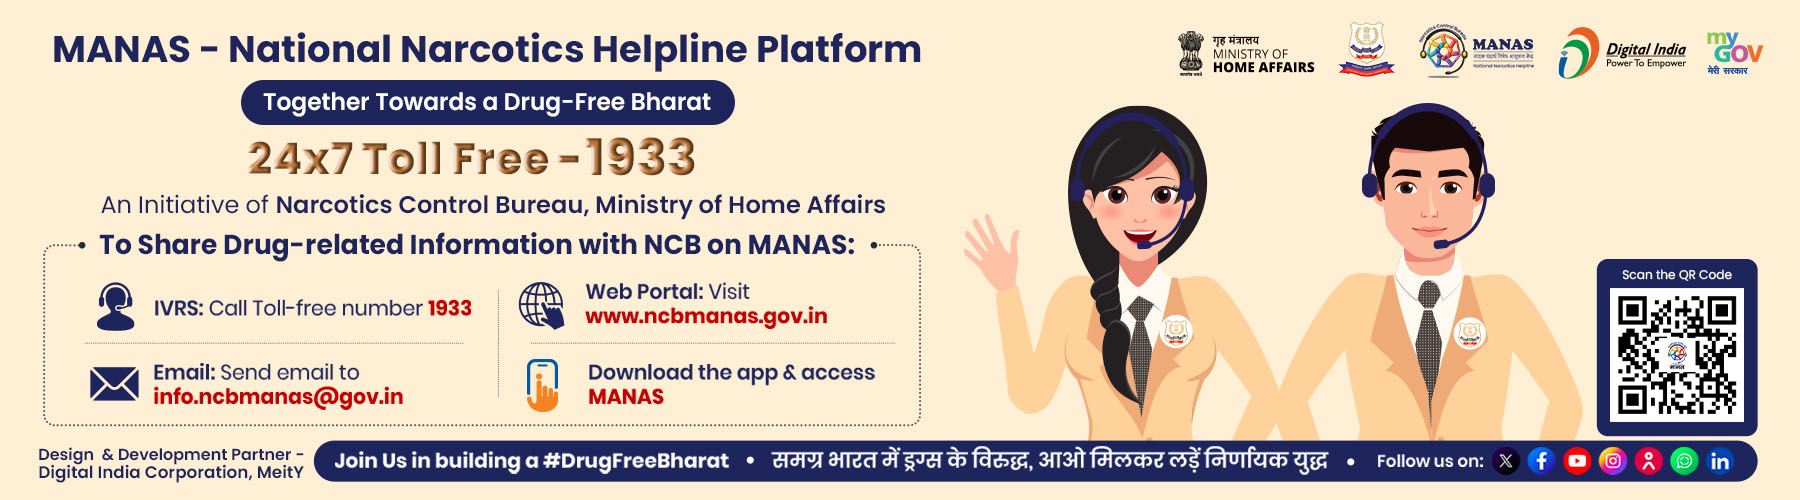 MANAS - National Narcotics Helpline Platform
Together Towards a Drug-Free Bharat
24x7 Toll Free - 1933
An Initiative of Narcotics Control Bureau, Ministry of Home Affairs
To Share Drug-related Information with NCB on MANAS:
IVRS: Call Toll-free number 1933
Web Portal: Visit
www.ncbmanas.gov.in
Email: Send email to
info.ncbmanas@gov.in
Download the app & access
MANAS
गृह मंत्रालय
MINISTRY OF
HOME AFFAIRS
MANAS
National Narcotics Helpline
Digital India
Power To Empower
my
GOV
मेरी सरकार
Scan the QR Code
मानस
Design & Development Partner -
Digital India Corporation, MeitY
Join Us in building a #DrugFreeBharat • समग्र भारत में ड्रग्स के विरुद्ध, आओ मिलकर लड़ें निर्णायक युद्ध • Follow us on: